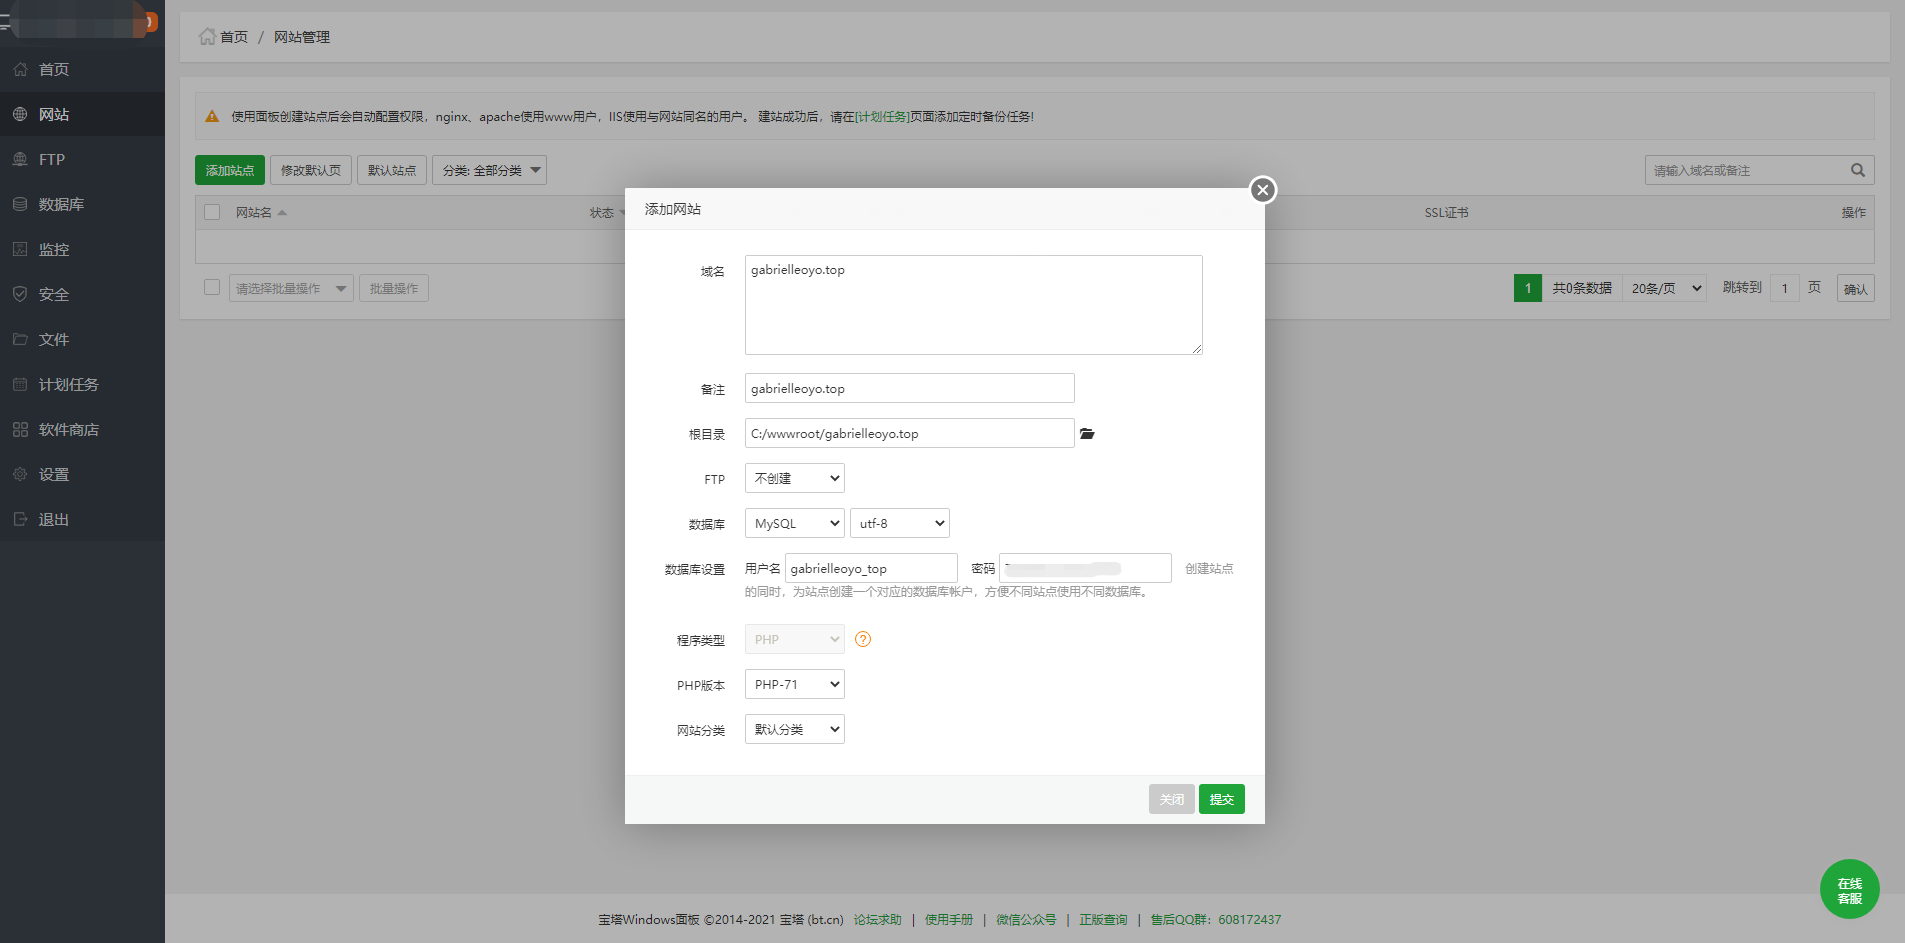 首页
网站
FTP
数据库
监控
安全
文件
计划任务
软件商店
设置
退出
首页 / 网站管理
使用面板创建站点后会自动配置权限，nginx、apache使用www用户，IIS使用与网站同名的用户。 建站成功后，请在[计划任务]页面添加定时备份任务!
添加站点 修改默认页 默认站点 分类: 全部分类 请输入域名或备注
网站名 状态 SSL证书 操作
请选择批量操作 批量操作 1 共0条数据 20条/页 跳转到 1 页 确认
添加网站
域名 gabrielleoyo.top
备注 gabrielleoyo.top
根目录 C:/wwwroot/gabrielleoyo.top
FTP 不创建
数据库 MySQL utf-8
数据库设置 用户名 gabrielleoyo_top 密码 创建站点
的同时，为站点创建一个对应的数据库帐户，方便不同站点使用不同数据库。
程序类型 PHP ?
PHP版本 PHP-71
网站分类 默认分类
关闭 提交
在线
客服
宝塔Windows面板 ©2014-2021 宝塔 (bt.cn) 论坛求助 | 使用手册 | 微信公众号 | 正版查询 | 售后QQ群：608172437